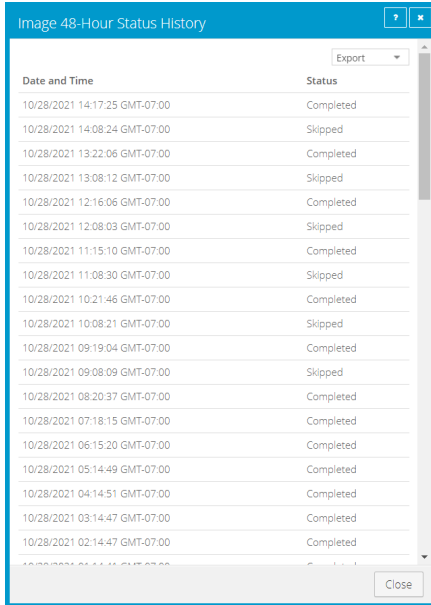 Image 48-Hour Status History
? ×
Export
Date and Time Status
10/28/2021 14:17:25 GMT-07:00 Completed
10/28/2021 14:08:24 GMT-07:00 Skipped
10/28/2021 13:22:06 GMT-07:00 Completed
10/28/2021 13:08:12 GMT-07:00 Skipped
10/28/2021 12:16:06 GMT-07:00 Completed
10/28/2021 12:08:03 GMT-07:00 Skipped
10/28/2021 11:15:10 GMT-07:00 Completed
10/28/2021 11:08:30 GMT-07:00 Skipped
10/28/2021 10:21:46 GMT-07:00 Completed
10/28/2021 10:08:21 GMT-07:00 Skipped
10/28/2021 09:19:04 GMT-07:00 Completed
10/28/2021 09:08:09 GMT-07:00 Skipped
10/28/2021 08:20:37 GMT-07:00 Completed
10/28/2021 07:18:15 GMT-07:00 Completed
10/28/2021 06:15:20 GMT-07:00 Completed
10/28/2021 05:14:49 GMT-07:00 Completed
10/28/2021 04:14:51 GMT-07:00 Completed
10/28/2021 03:14:47 GMT-07:00 Completed
10/28/2021 02:14:47 GMT-07:00 Completed
Close